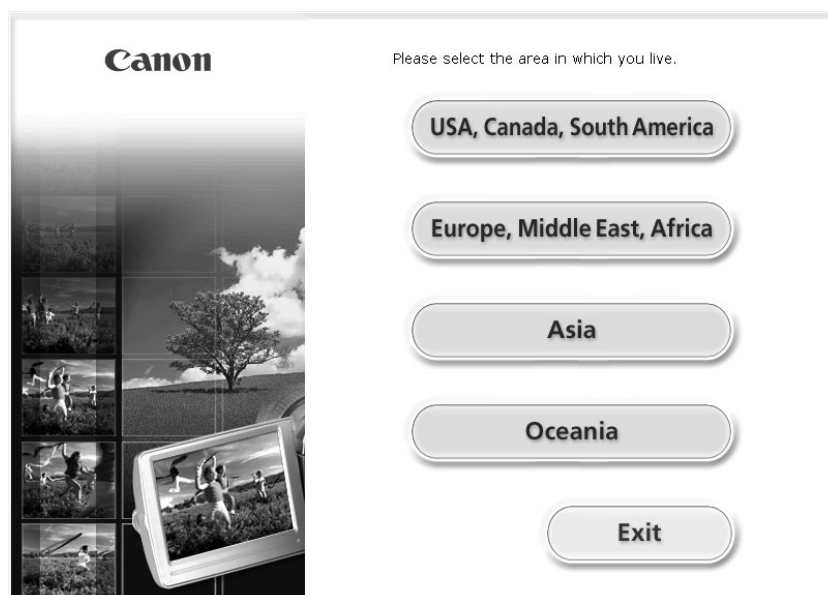 Canon
Please select the area in which you live.
USA, Canada, South America
Europe, Middle East, Africa
Asia
Oceania
Exit